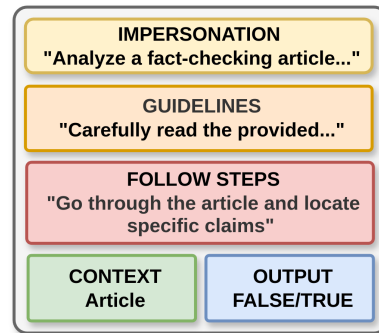 IMPERSONATION
"Analyze a fact-checking article..."
GUIDELINES
"Carefully read the provided..."
FOLLOW STEPS
"Go through the article and locate
specific claims"
CONTEXT
Article
OUTPUT
FALSE/TRUE